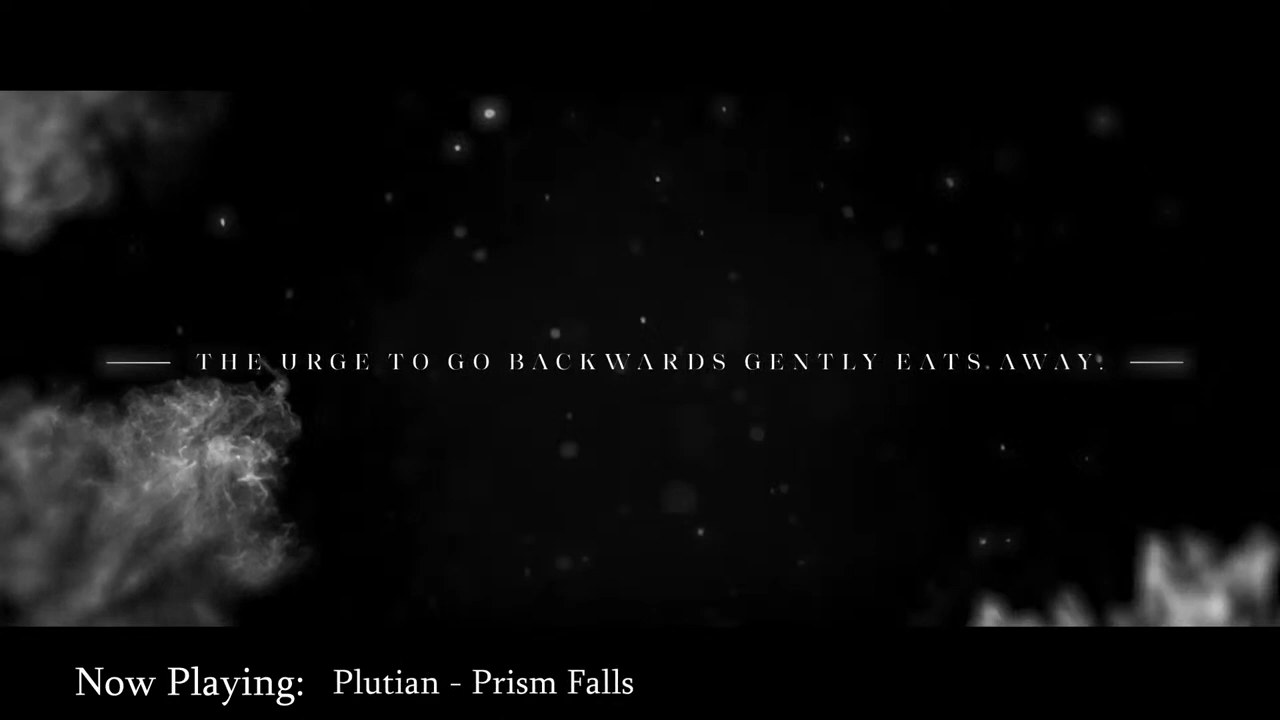 THE URGE TO GO BACKWARDS GENTLY EATS AWAY.
Now Playing: Plutian - Prism Falls